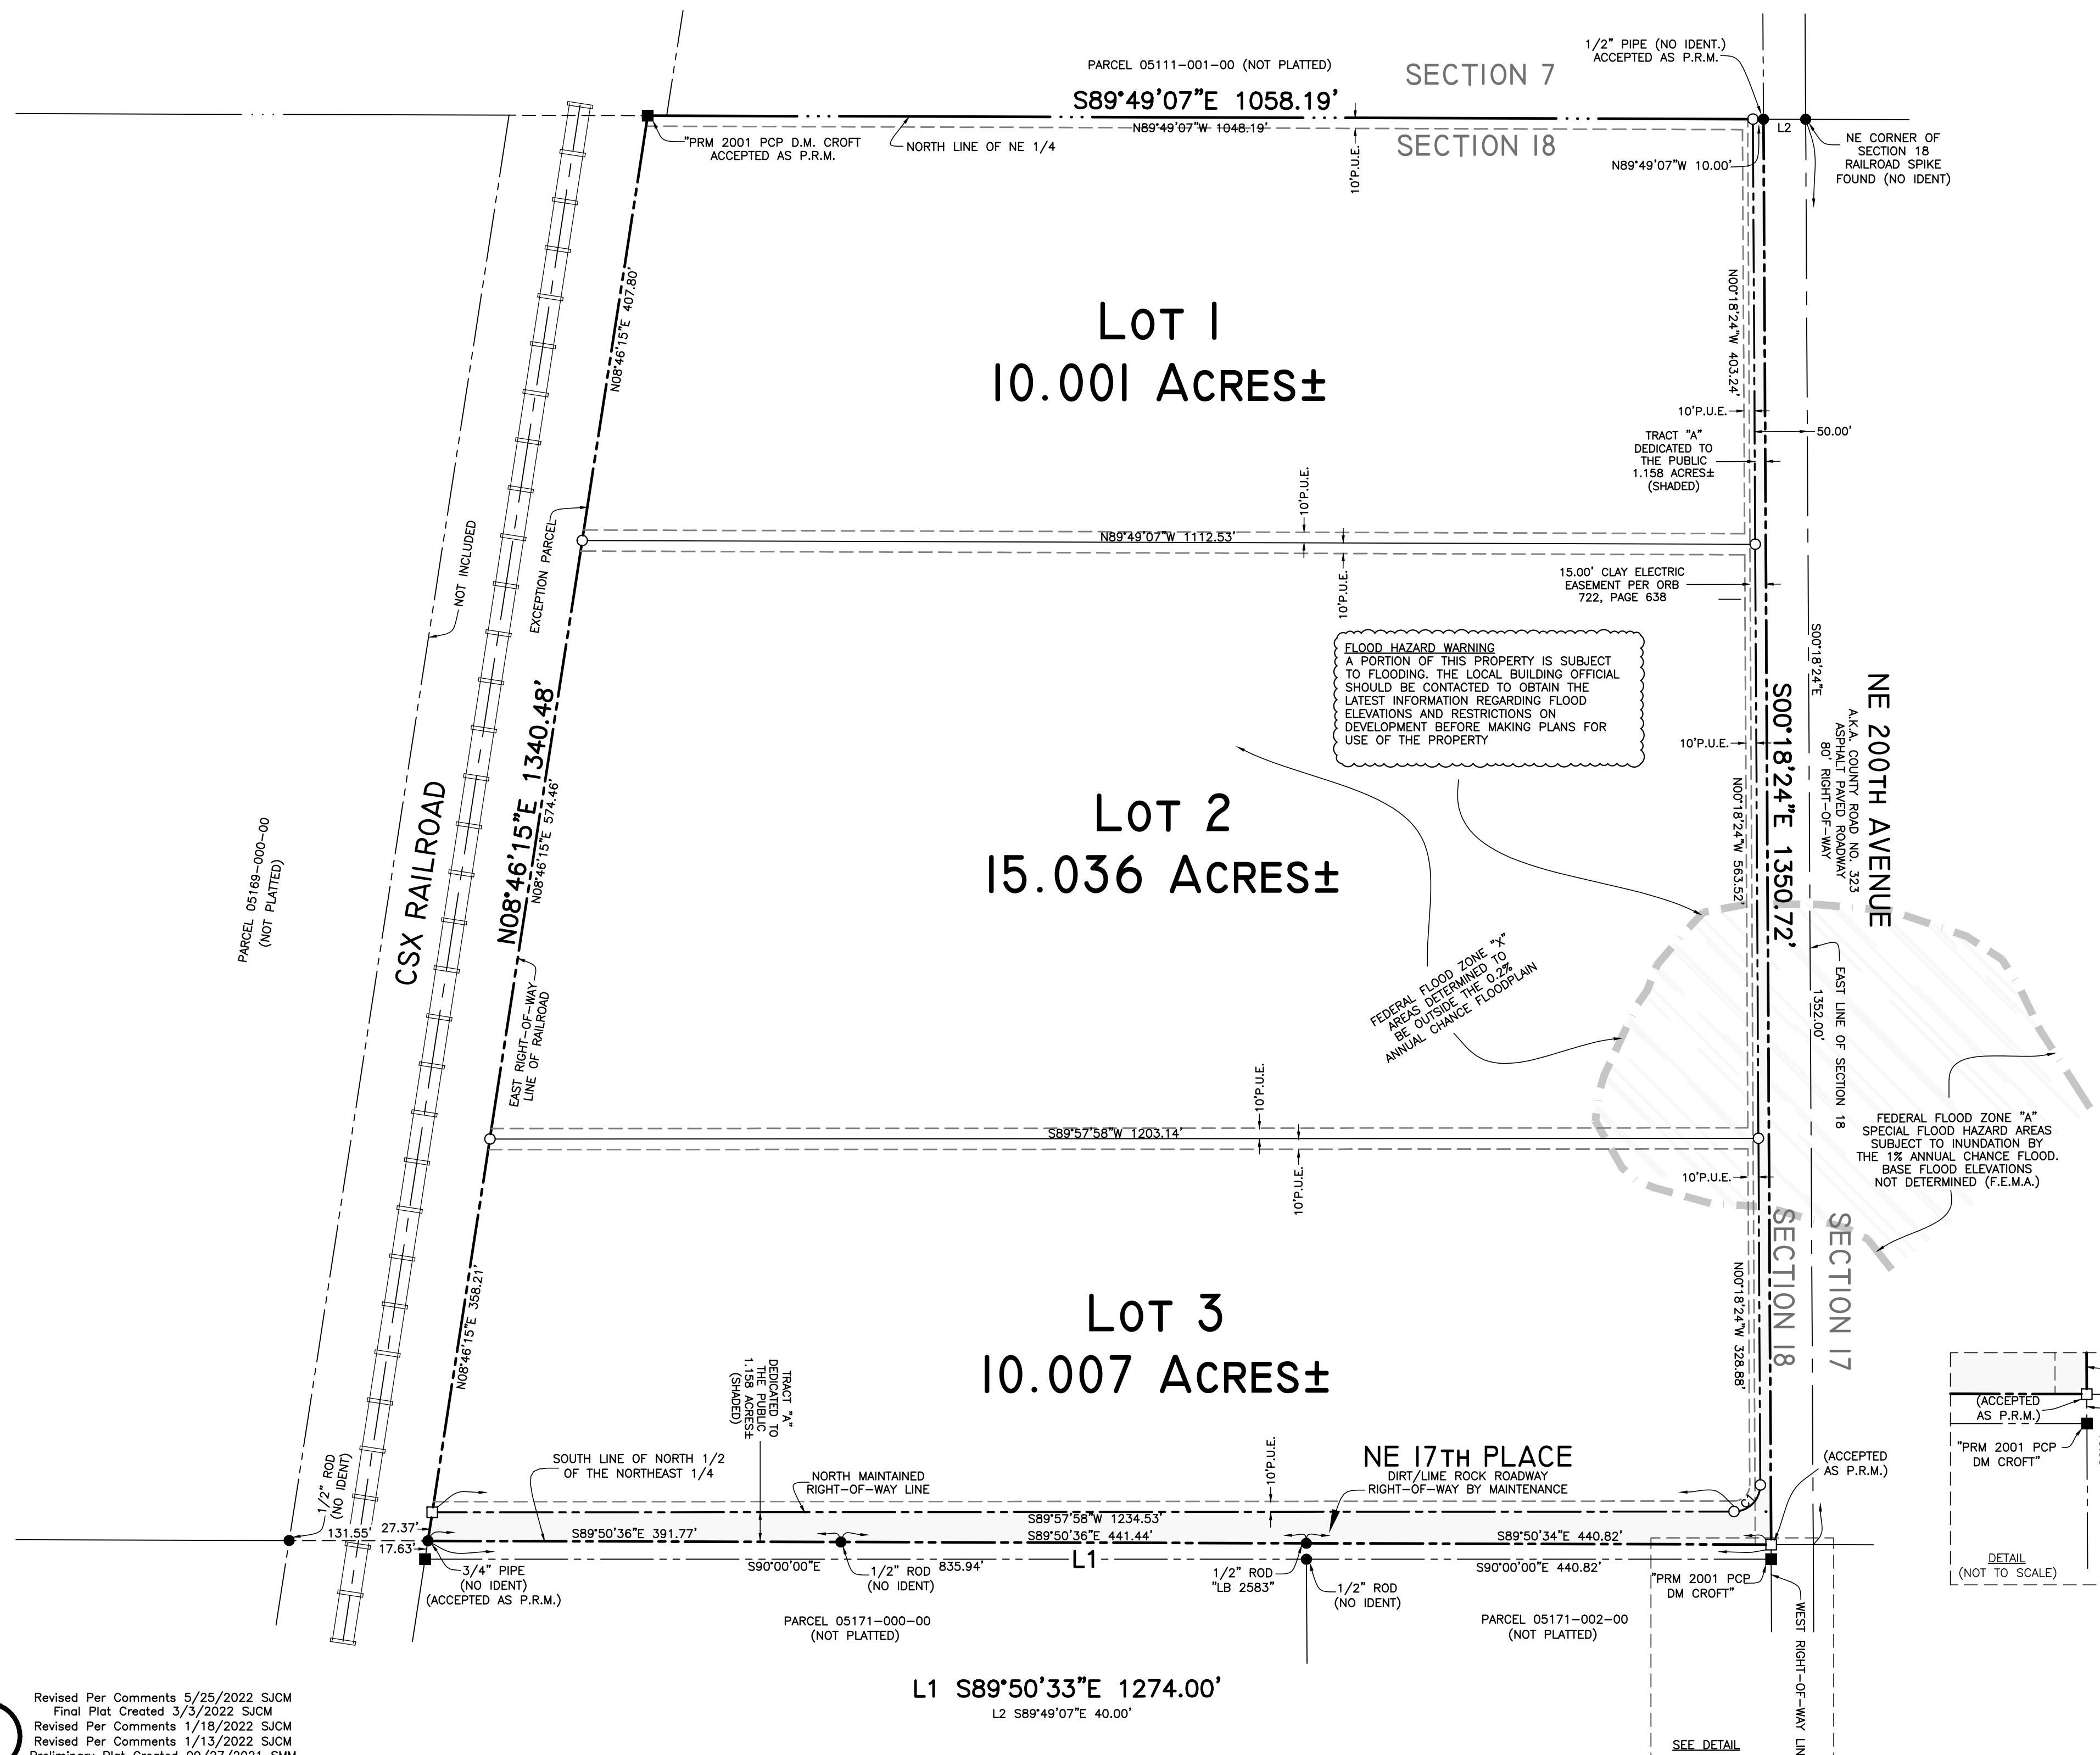 PARCEL 05111-001-00 (NOT PLATTED)
SECTION 7
1/2" PIPE (NO IDENT.)
ACCEPTED AS P.R.M.
S89°49'07"E 1058.19'
N89°49'07"W 1048.19'
SECTION 18
"PRM 2001 PCP D.M. CROFT
ACCEPTED AS P.R.M.
NORTH LINE OF NE 1/4
10'P.U.E.
N89°49'07"W 10.00'
L2
NE CORNER OF
SECTION 18
RAILROAD SPIKE
FOUND (NO IDENT)
N08°46'15"E 407.80'
LOT 1
10.001 ACRES±
N00°18'24"W 403.24'
10'P.U.E.
50.00'
TRACT "A"
DEDICATED TO
THE PUBLIC
1.158 ACRES±
(SHADED)
NOT INCLUDED
EXCEPTION PARCEL
N89°49'07"W 1112.53'
10'P.U.E.
10'P.U.E.
15.00' CLAY ELECTRIC
EASEMENT PER ORB
722, PAGE 638
FLOOD HAZARD WARNING
A PORTION OF THIS PROPERTY IS SUBJECT
TO FLOODING. THE LOCAL BUILDING OFFICIAL
SHOULD BE CONTACTED TO OBTAIN THE
LATEST INFORMATION REGARDING FLOOD
ELEVATIONS AND RESTRICTIONS ON
DEVELOPMENT BEFORE MAKING PLANS FOR
USE OF THE PROPERTY
S00°18'24"E
1352.00'
NE 200TH AVENUE
A.K.A. COUNTY ROAD NO. 323
ASPHALT PAVED ROADWAY
80' RIGHT-OF-WAY
S00°18'24"E 1350.72'
10'P.U.E.
N00°18'24"W 563.52'
PARCEL 05169-000-00
(NOT PLATTED)
CSX RAILROAD
N08°46'15"E 1340.48'
N08°46'15"E 574.46'
LOT 2
15.036 ACRES±
EAST RIGHT-OF-WAY
LINE OF RAILROAD
FEDERAL FLOOD ZONE "X"
AREAS DETERMINED TO
BE OUTSIDE THE 0.2%
ANNUAL CHANCE FLOODPLAIN
EAST LINE OF SECTION 18
FEDERAL FLOOD ZONE "A"
SPECIAL FLOOD HAZARD AREAS
SUBJECT TO INUNDATION BY
THE 1% ANNUAL CHANCE FLOOD.
BASE FLOOD ELEVATIONS
NOT DETERMINED (F.E.M.A.)
S89°57'58"W 1203.14'
10'P.U.E.
10'P.U.E.
10'P.U.E.
SECTION 18
SECTION 17
N08°46'15"E 358.21'
LOT 3
10.007 ACRES±
N00°18'24"W 328.88'
TRACT "A"
DEDICATED TO
THE PUBLIC
1.158 ACRES±
(SHADED)
1/2" ROD
(NO IDENT)
SOUTH LINE OF NORTH 1/2
OF THE NORTHEAST 1/4
NORTH MAINTAINED
RIGHT-OF-WAY LINE
10'P.U.E.
NE 17TH PLACE
DIRT/LIME ROCK ROADWAY
RIGHT-OF-WAY BY MAINTENANCE
C1
(ACCEPTED
AS P.R.M.)
131.55'
27.37'
17.63'
S89°57'58"W 1234.53'
S89°50'36"E 391.77'
S89°50'36"E 441.44'
S89°50'34"E 440.82'
S90°00'00"E 835.94'
L1
S90°00'00"E 440.82'
3/4" PIPE
(NO IDENT)
(ACCEPTED AS P.R.M.)
1/2" ROD
(NO IDENT)
1/2" ROD
"LB 2583"
1/2" ROD
(NO IDENT)
"PRM 2001 PCP
DM CROFT"
PARCEL 05171-000-00
(NOT PLATTED)
PARCEL 05171-002-00
(NOT PLATTED)
WEST RIGHT-OF-WAY
SEE DETAIL
(ACCEPTED
AS P.R.M.)
"PRM 2001 PCP
DM CROFT"
DETAIL
(NOT TO SCALE)
L1 S89°50'33"E 1274.00'
L2 S89°49'07"E 40.00'
Revised Per Comments 5/25/2022 SJCM
Final Plat Created 3/3/2022 SJCM
Revised Per Comments 1/18/2022 SJCM
Revised Per Comments 1/13/2022 SJCM
Preliminary Plat Created 09/27/2021 SMM